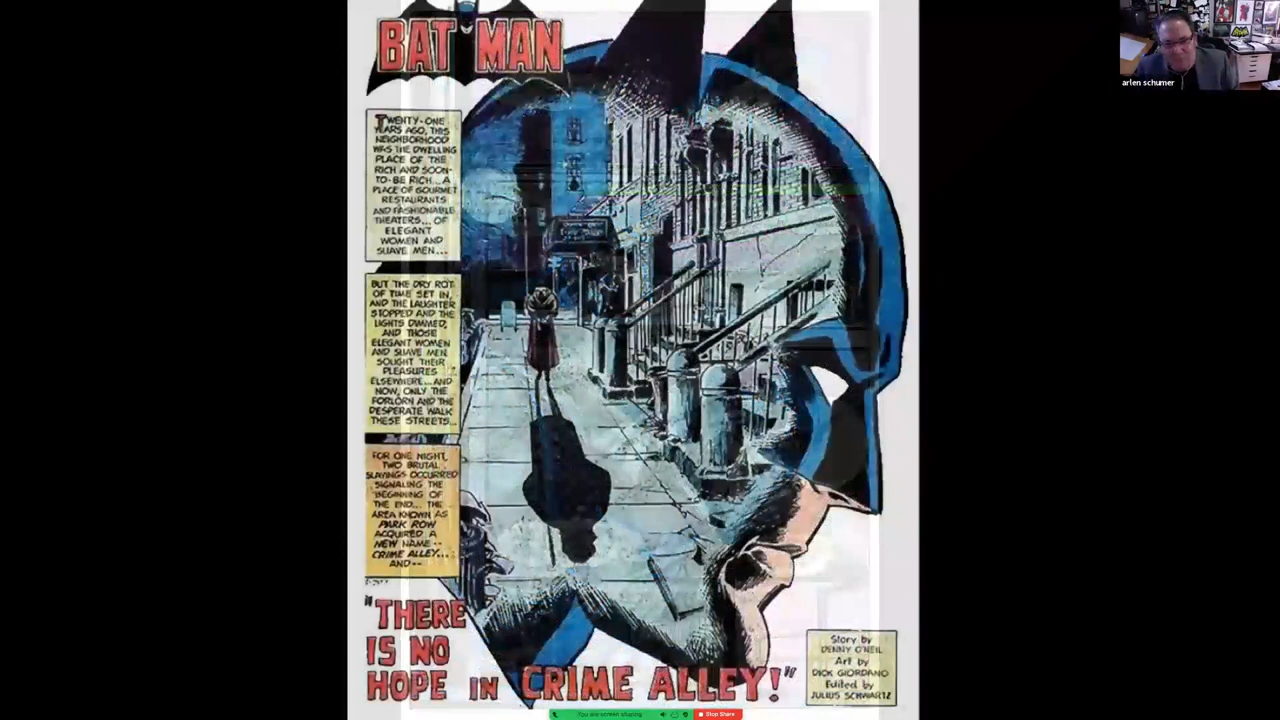 BATMAN
TWENTY-ONE
YEARS AGO, THIS
NEIGHBORHOOD
WAS THE DWELLING
PLACE OF THE
RICH AND SOON-
TO-BE RICH... A
PLACE OF GOURMET
RESTAURANTS
AND FASHIONABLE
THEATERS... OF
ELEGANT
WOMEN AND
SUAVE MEN...
BUT THE DRY ROT
OF TIME SET IN,
AND THE LAUGHTER
STOPPED AND THE
LIGHTS DIMMED,
AND THOSE
ELEGANT WOMEN
AND SUAVE MEN
SOUGHT THEIR
PLEASURES
ELSEWHERE... AND
NOW, ONLY THE
FORLORN AND THE
DESPERATE WALK
THESE STREETS...
FOR ONE NIGHT,
TWO BRUTAL
SLAYINGS OCCURRED
SIGNALING THE
BEGINNING OF
THE END... THE
AREA KNOWN AS
PARK ROW
ACQUIRED A
NEW NAME--
CRIME ALLEY...
AND--
"THERE
IS NO
HOPE IN CRIME ALLEY!"
Story by
DENNY O'NEIL
Art by
DICK GIORDANO
Edited by
JULIUS SCHWARTZ
arlen schumer
You are screen sharing
Stop Share